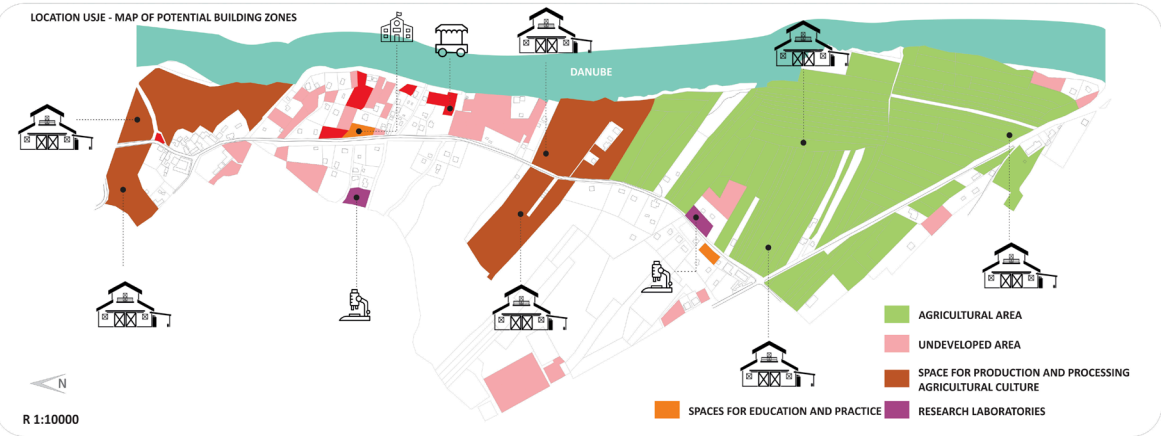 LOCATION USJE - MAP OF POTENTIAL BUILDING ZONES
DANUBE
AGRICULTURAL AREA
UNDEVELOPED AREA
SPACE FOR PRODUCTION AND PROCESSING
AGRICULTURAL CULTURE
SPACES FOR EDUCATION AND PRACTICE
RESEARCH LABORATORIES
N
R 1:10000